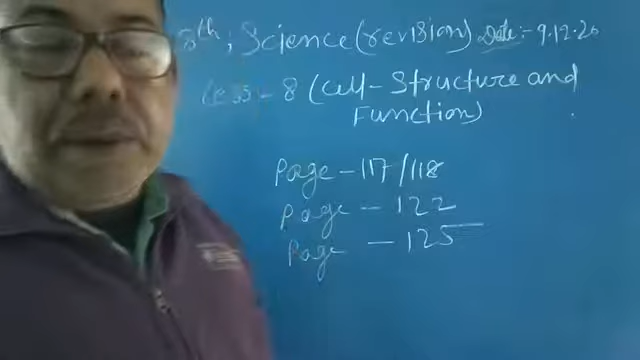 8th, Science (revision) Date:- 9.12.20
Less - 8 (Cell- Structure and
Function)
Page - 117/118
Page - 122
Page - 125